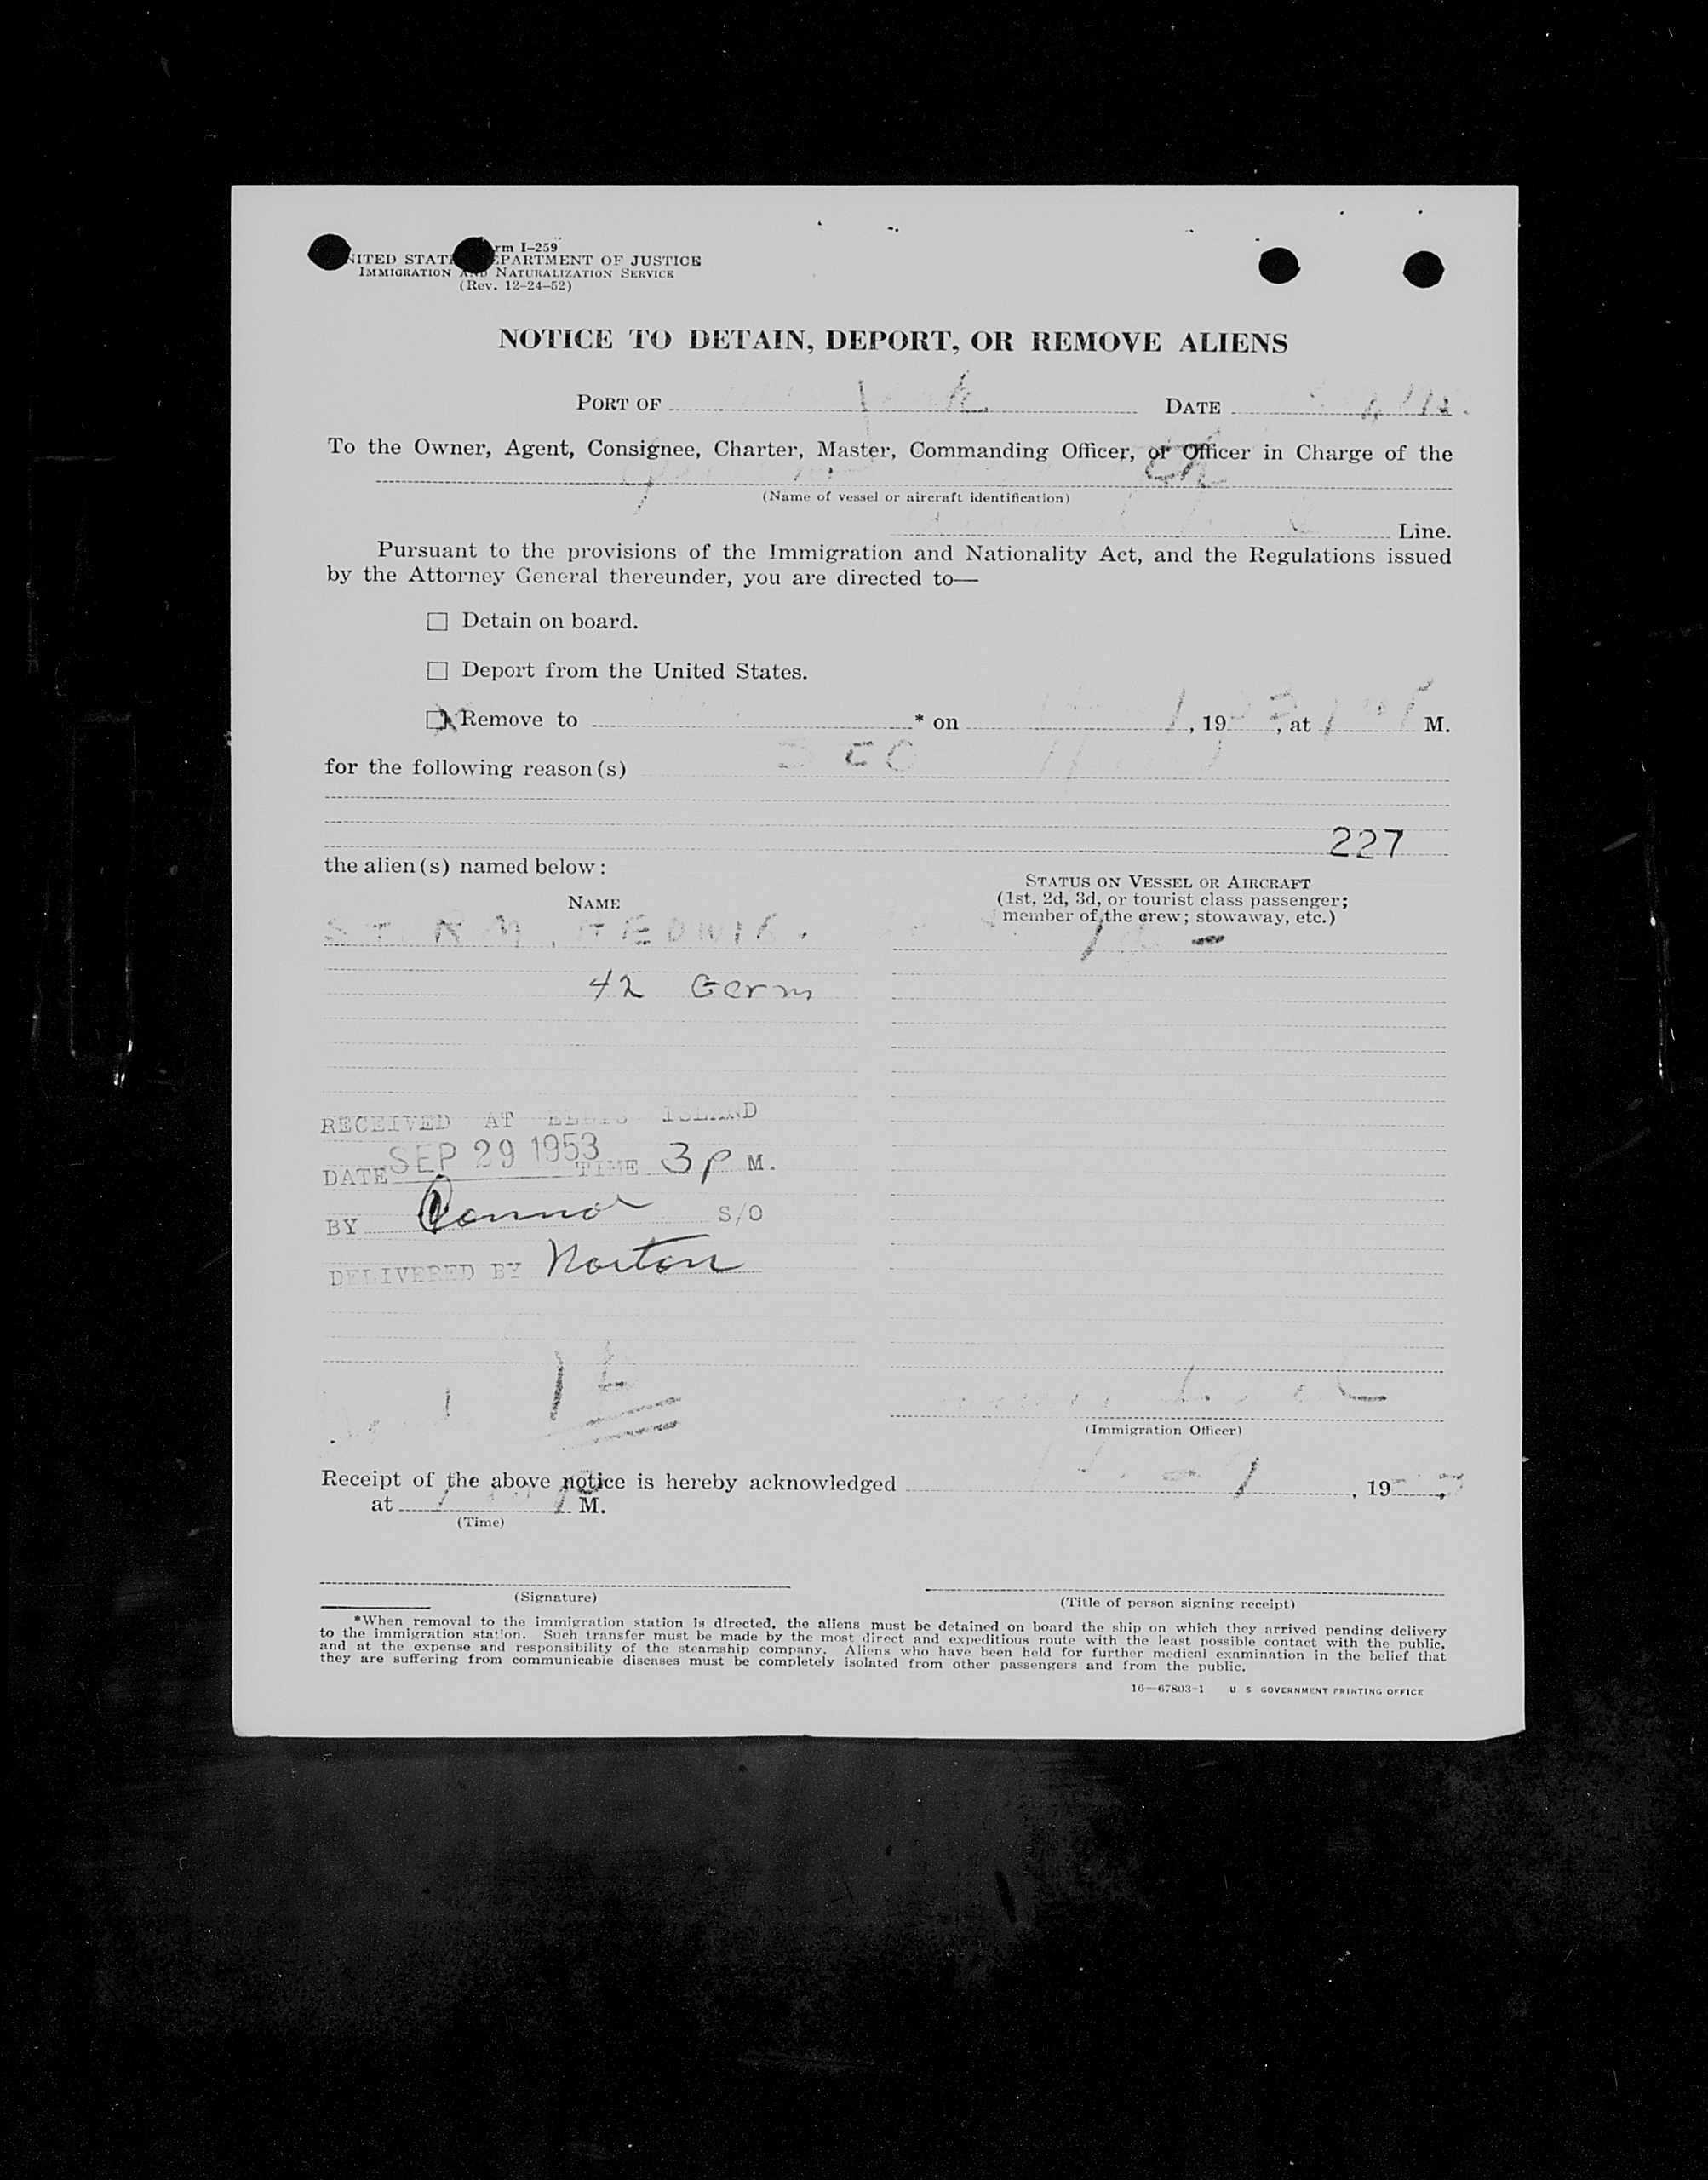 rm I-259
NITED STAT EPARTMENT OF JUSTICE
IMMIGRATION AND NATURALIZATION SERVICE
(Rev. 12-24-52)
NOTICE TO DETAIN, DEPORT, OR REMOVE ALIENS
PORT OF DATE
To the Owner, Agent, Consignee, Charter, Master, Commanding Officer, or Officer in Charge of the
(Name of vessel or aircraft identification)
Line.
Pursuant to the provisions of the Immigration and Nationality Act, and the Regulations issued
by the Attorney General thereunder, you are directed to—
☐ Detain on board.
☐ Deport from the United States.
☒ Remove to * on , 19 , at M.
for the following reason(s)
227
the alien(s) named below:
NAME
STATUS ON VESSEL OR AIRCRAFT
(1st, 2d, 3d, or tourist class passenger;
member of the crew; stowaway, etc.)
42 Germ
RECEIVED AT ELLIS ISLAND
DATE SEP 29 1953 TIME 3 P M.
BY Connor S/O
DELIVERED BY Norton
(Immigration Officer)
Receipt of the above notice is hereby acknowledged , 19 ,
at M.
(Time)
(Signature)
(Title of person signing receipt)
*When removal to the immigration station is directed, the aliens must be detained on board the ship on which they arrived pending delivery
to the immigration station. Such transfer must be made by the most direct and expeditious route with the least possible contact with the public,
and at the expense and responsibility of the steamship company. Aliens who have been held for further medical examination in the belief that
they are suffering from communicable diseases must be completely isolated from other passengers and from the public.
16—67803-1 U. S. GOVERNMENT PRINTING OFFICE